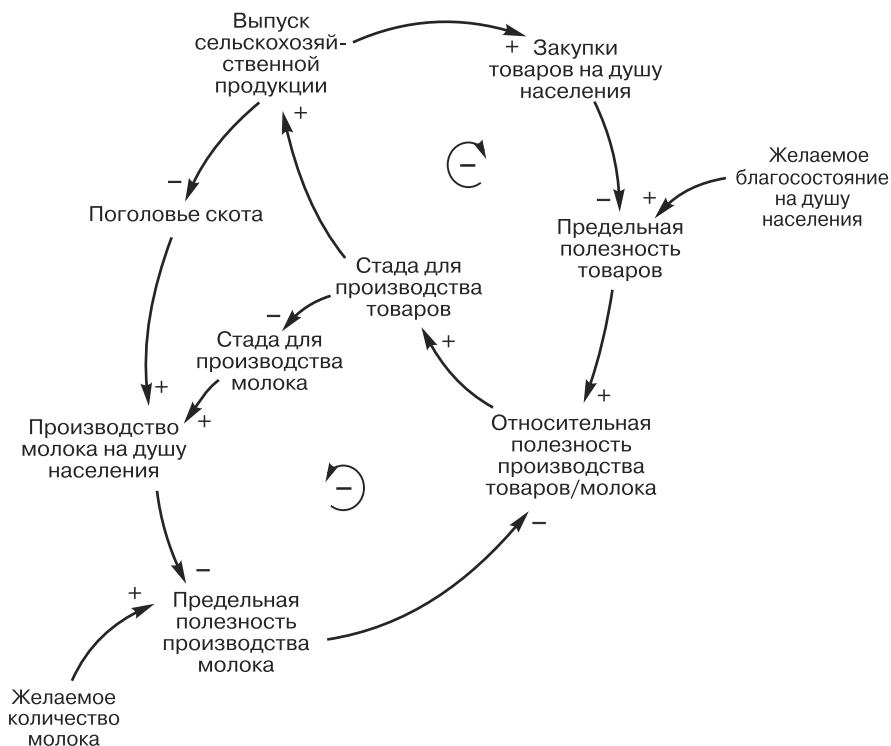 Выпуск
сельскохозяй-
ственной
продукции
+ Закупки
товаров на душу
населения
+
–
–
Желаемое
благосостояние
на душу
населения
–
Поголовье скота
– +
Предельная
полезность
товаров
Стада для
производства
товаров
–
Стада для
производства
молока
+
+
+
+
Производство
молока на душу
населения
Относительная
полезность
производства
товаров/молока
–
–
–
+
Предельная
полезность
производства
молока
Желаемое
количество
молока